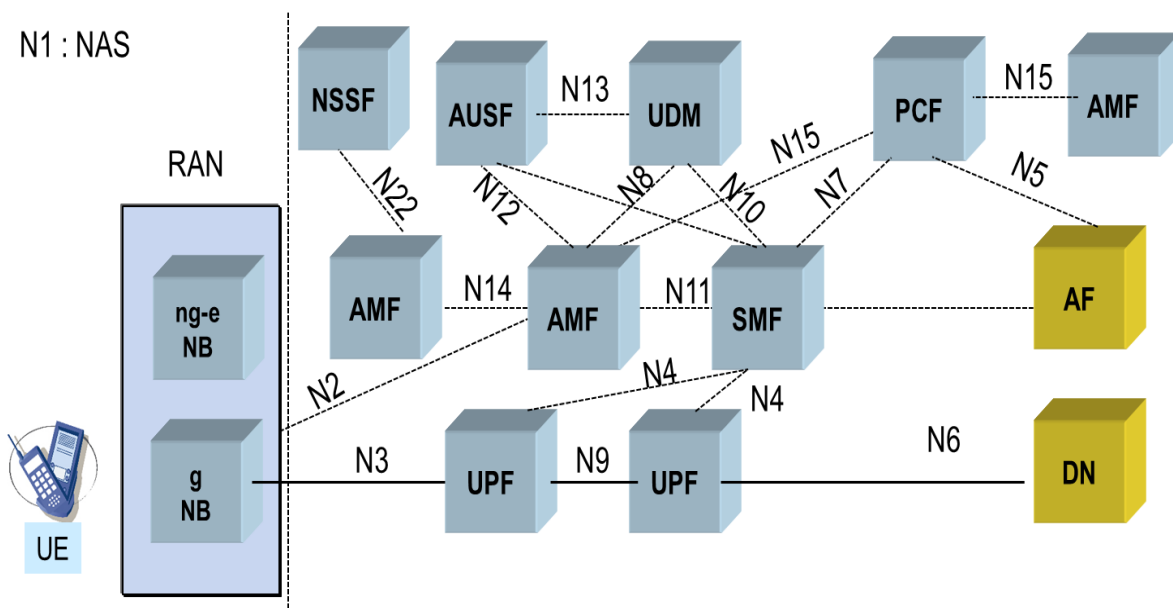 N1 : NAS
NSSF
AUSF
N13
UDM
PCF
N15
AMF
RAN
N22
N12
N8
N10
N15
N7
N5
ng-e
NB
AMF
N14
AMF
N11
SMF
AF
N2
N4
N4
g
NB
N3
UPF
N9
UPF
N6
DN
UE